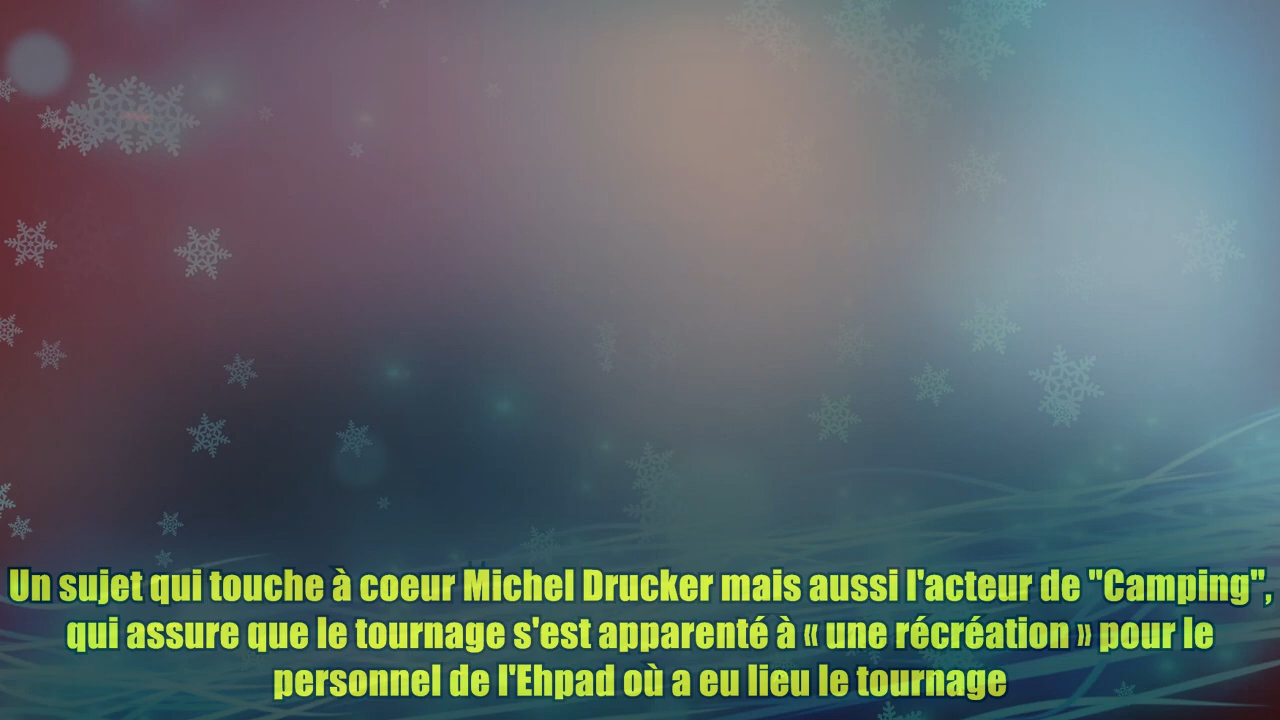 Un sujet qui touche à coeur Michel Drucker mais aussi l'acteur de "Camping",
qui assure que le tournage s'est apparenté à « une récréation » pour le
personnel de l'Ehpad où a eu lieu le tournage